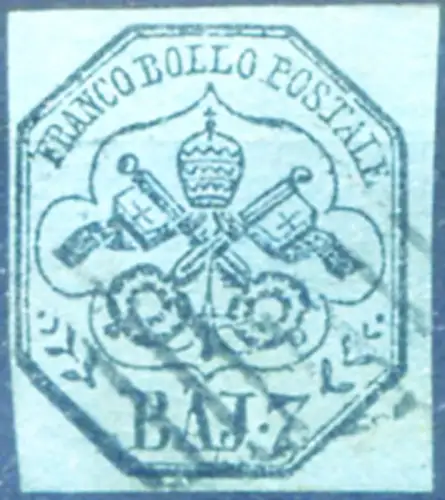 FRANCO BOLLO POSTALE
BAJ. 7